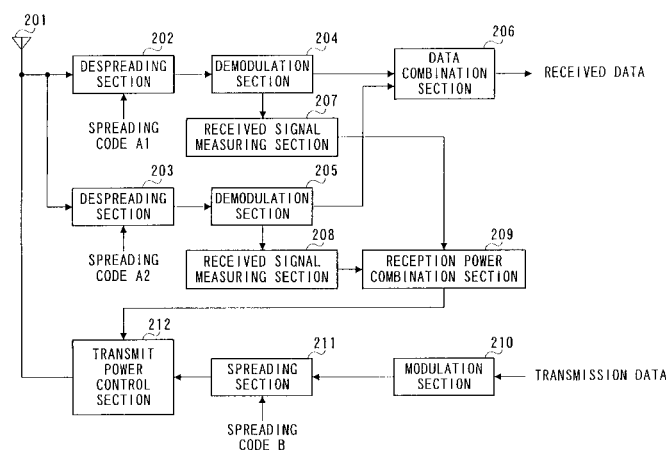 201
202
DESPREADING
SECTION
SPREADING
CODE A1
204
DEMODULATION
SECTION
206
DATA
COMBINATION
SECTION
RECEIVED DATA
207
RECEIVED SIGNAL
MEASURING SECTION
203
DESPREADING
SECTION
SPREADING
CODE A2
205
DEMODULATION
SECTION
208
RECEIVED SIGNAL
MEASURING SECTION
209
RECEPTION POWER
COMBINATION SECTION
212
TRANSMIT
POWER
CONTROL
SECTION
211
SPREADING
SECTION
SPREADING
CODE B
210
MODULATION
SECTION
TRANSMISSION DATA